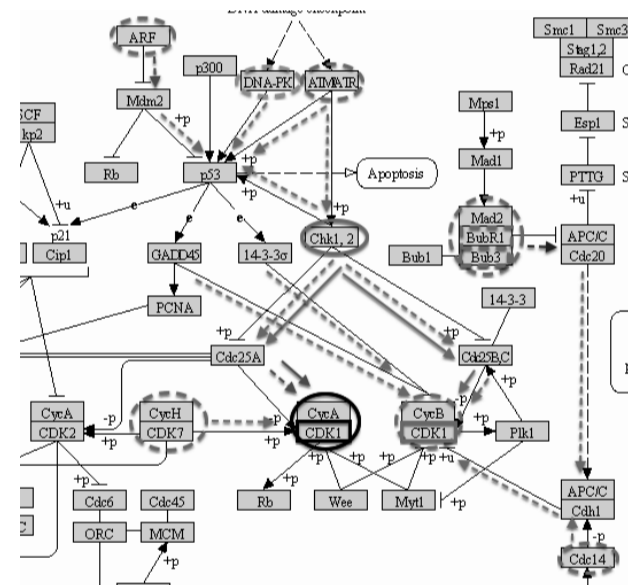 DNA damage checkpoint
Smc1 Smc3
Stag1,2
Rad21
ARF
p300
DNA-PK ATM/ATR
Mdm2
Mps1
+p
SCF
kp2
+p
Esp1
Rb
p53
+p
Apoptosis
Mad1
PTTG
+u
e
e
+p
+p
Mad2
+u
p21
Cip1
GADD45
14-3-3σ
Chk1, 2
Bub1
BubR1
Bub3
APC/C
Cdc20
PCNA
14-3-3
+p
+p
Cdc25A
Cdc25B,C
CycA
CDK2
-p
+p
CycH
CDK7
p
+p
CycA
CDK1
CycB
CDK1
-p
+p
+u
Plk1
+p
+p
+p
+p
+p
Cdc6
Cdc45
Rb
Wee
Myt1
+p
APC/C
Cdh1
ORC
MCM
+p
-p
Cdc14